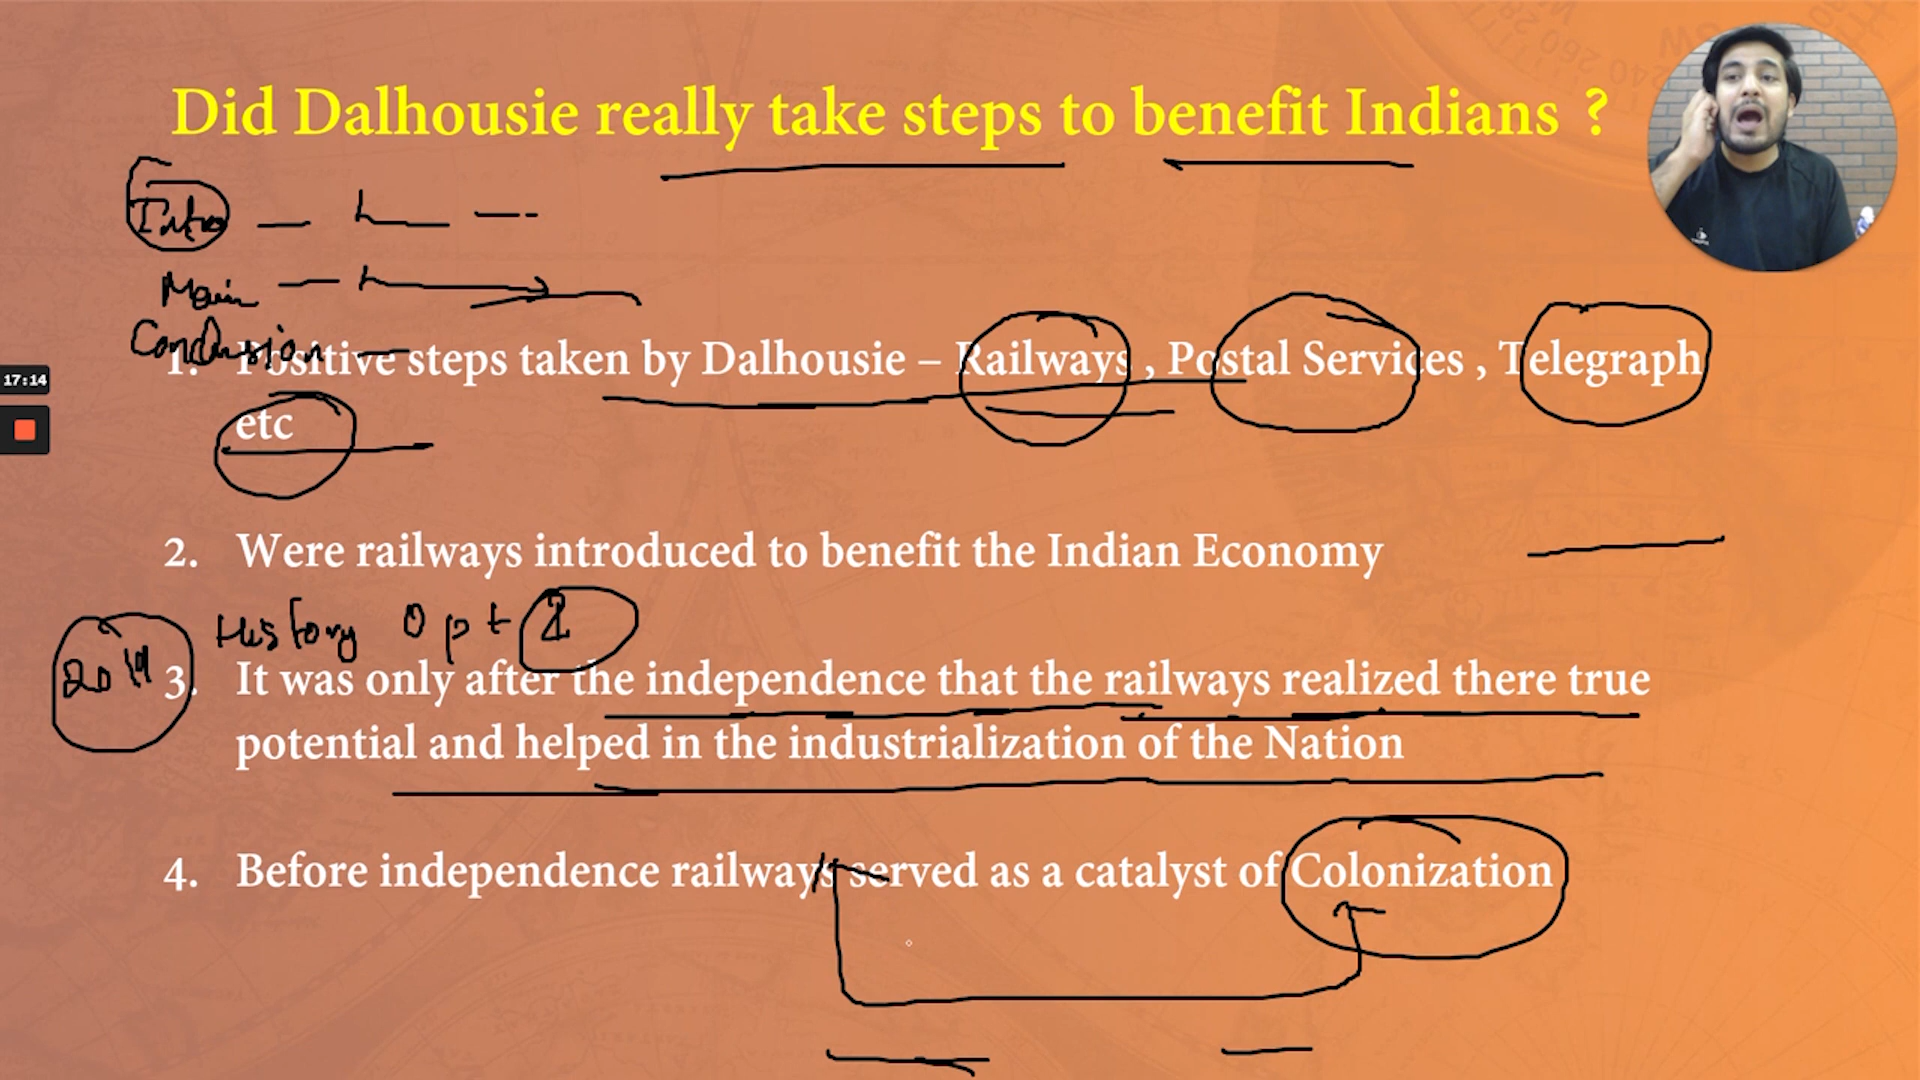 Did Dalhousie really take steps to benefit Indians ?
Intro
Main
Conclusion
1. Positive steps taken by Dalhousie – Railways , Postal Services , Telegraph
etc
17:14
2. Were railways introduced to benefit the Indian Economy
History Opt
2019
3. It was only after the independence that the railways realized there true
potential and helped in the industrialization of the Nation
4. Before independence railways served as a catalyst of Colonization